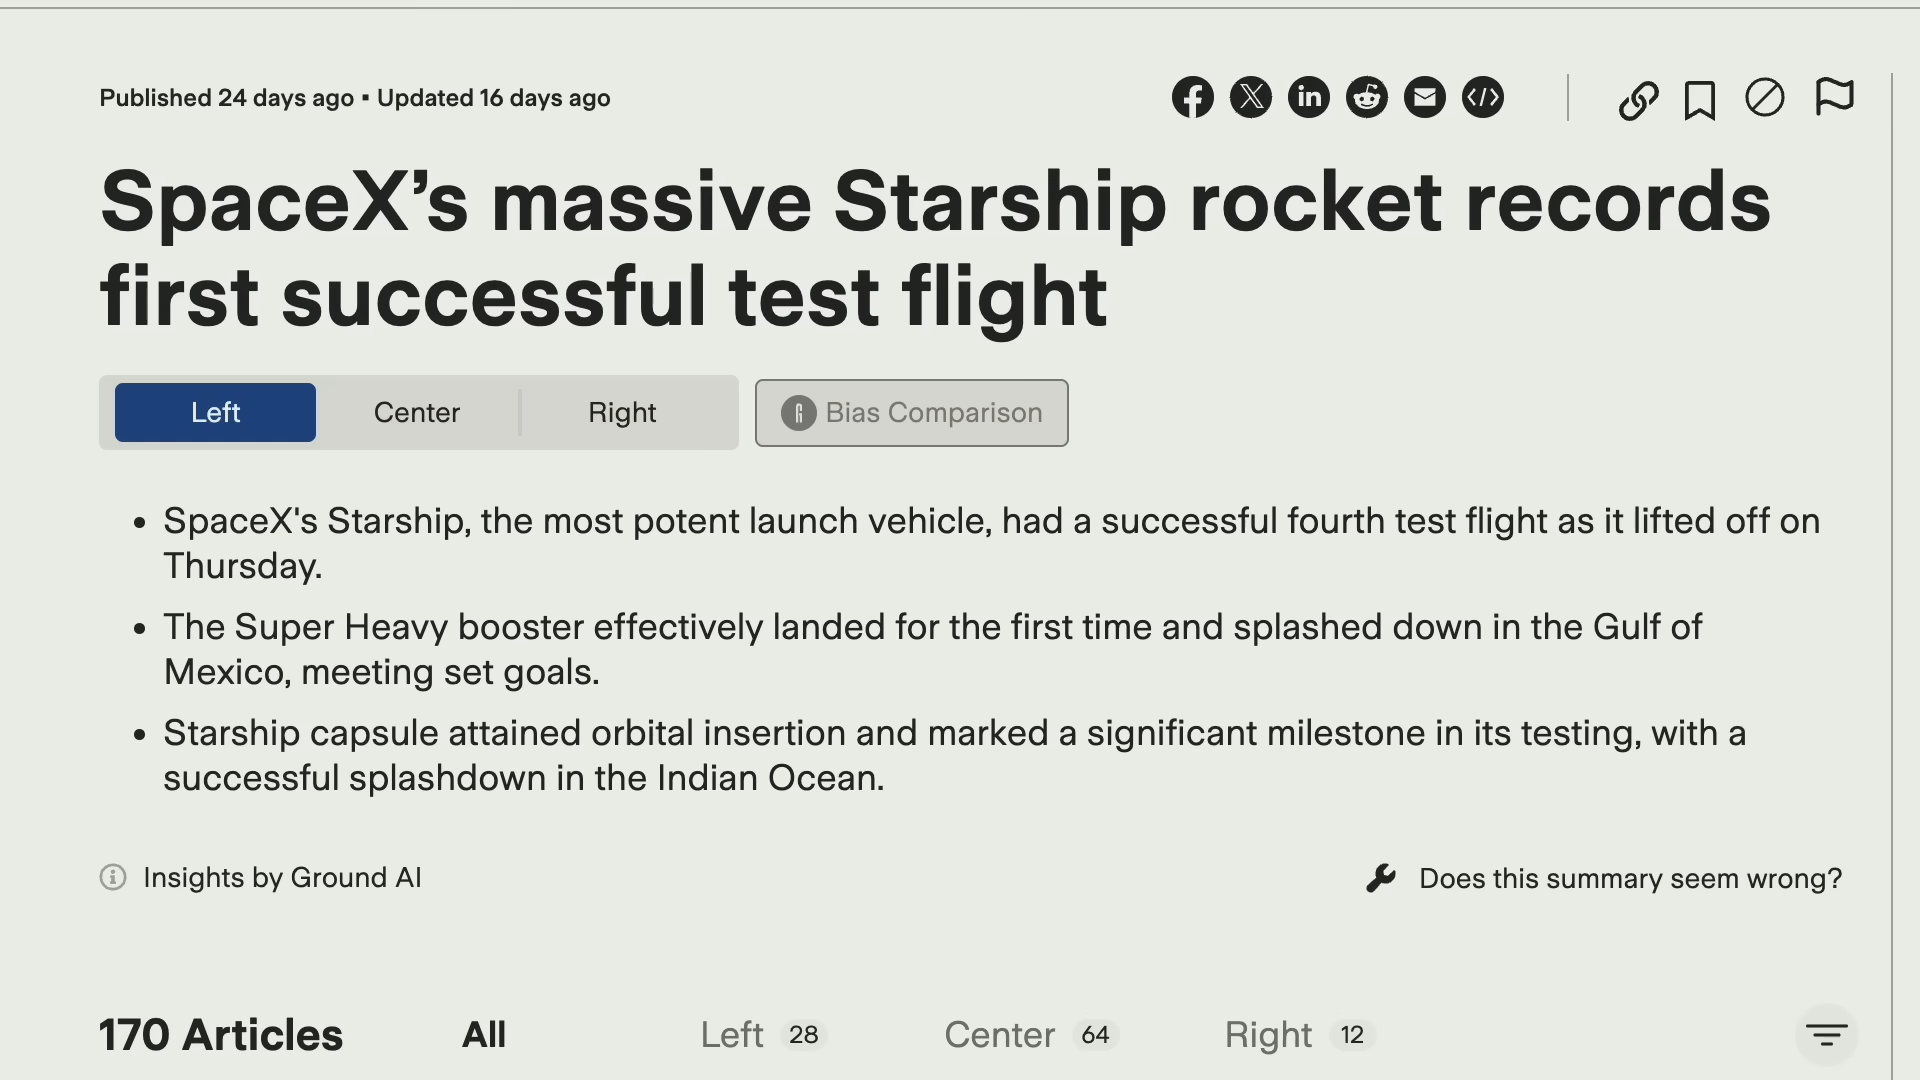 Published 24 days ago • Updated 16 days ago
SpaceX’s massive Starship rocket records
first successful test flight
Left Center Right Bias Comparison
• SpaceX's Starship, the most potent launch vehicle, had a successful fourth test flight as it lifted off on
Thursday.
• The Super Heavy booster effectively landed for the first time and splashed down in the Gulf of
Mexico, meeting set goals.
• Starship capsule attained orbital insertion and marked a significant milestone in its testing, with a
successful splashdown in the Indian Ocean.
Insights by Ground AI Does this summary seem wrong?
170 Articles All Left 28 Center 64 Right 12